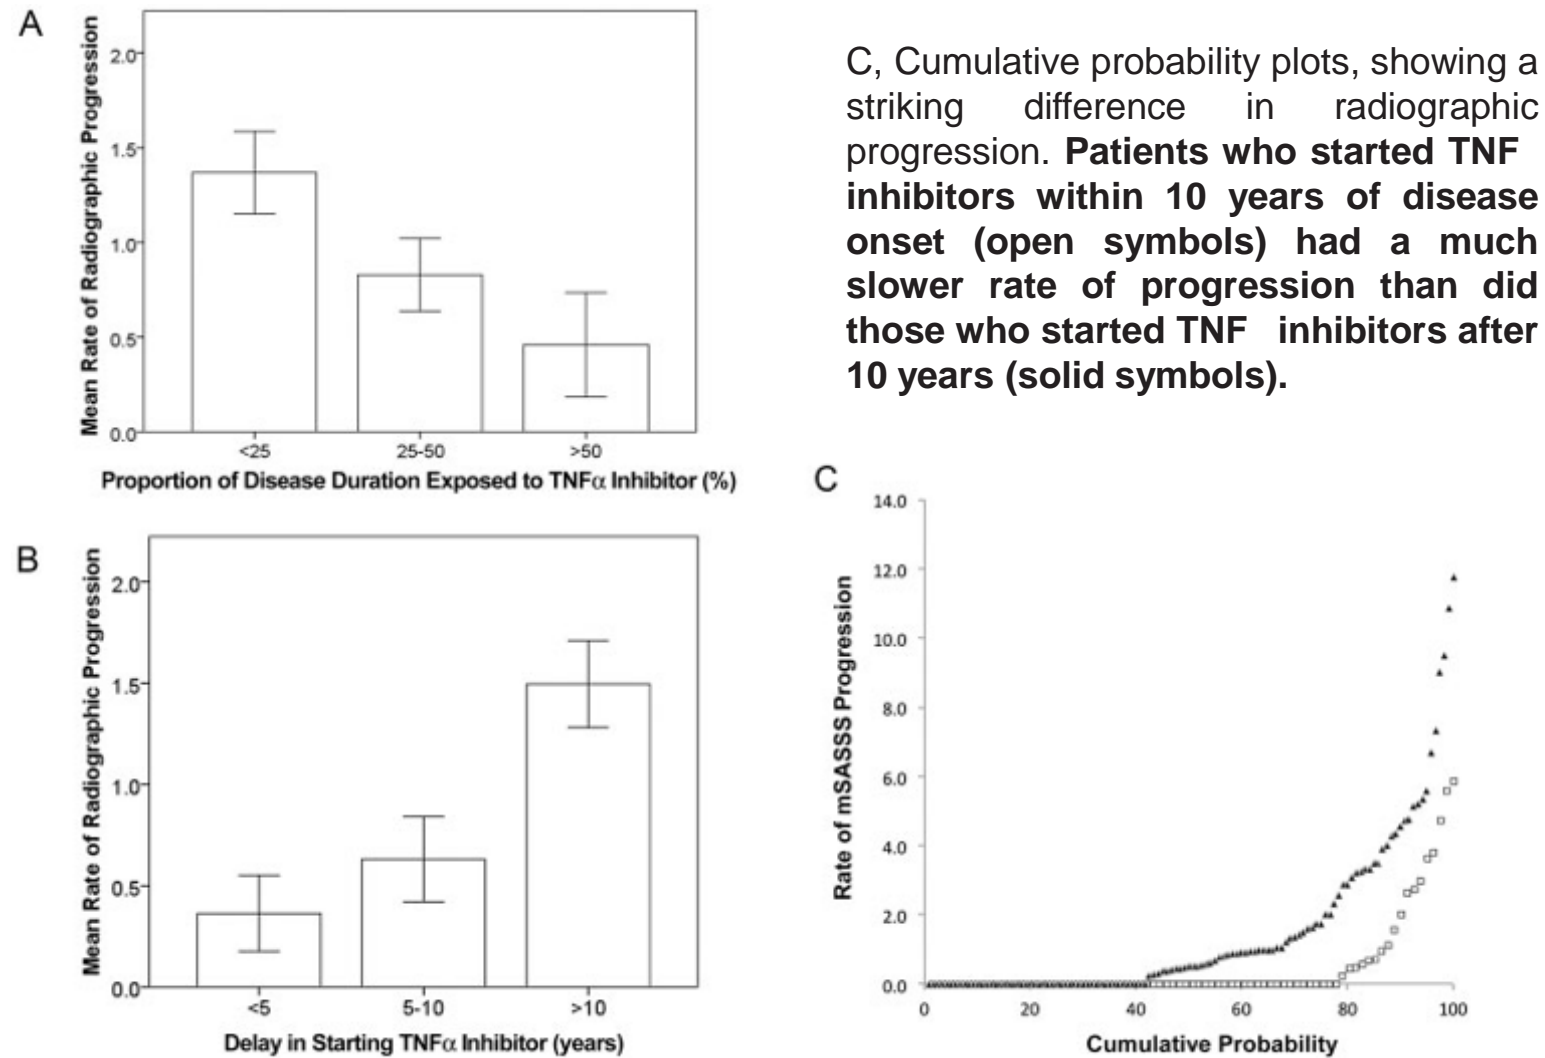 A
Mean Rate of Radiographic Progression
2.0
1.5
1.0
0.5
0.0
<25
25-50
>50
Proportion of Disease Duration Exposed to TNFα Inhibitor (%)
C, Cumulative probability plots, showing a
striking difference in radiographic
progression. Patients who started TNF
inhibitors within 10 years of disease
onset (open symbols) had a much
slower rate of progression than did
those who started TNF inhibitors after
10 years (solid symbols).
B
Mean Rate of Radiographic Progression
2.0
1.5
1.0
0.5
0.0
<5
5-10
>10
Delay in Starting TNFα Inhibitor (years)
C
Rate of mSASSS Progression
14.0
12.0
10.0
8.0
6.0
4.0
2.0
0.0
0
20
40
60
80
100
Cumulative Probability